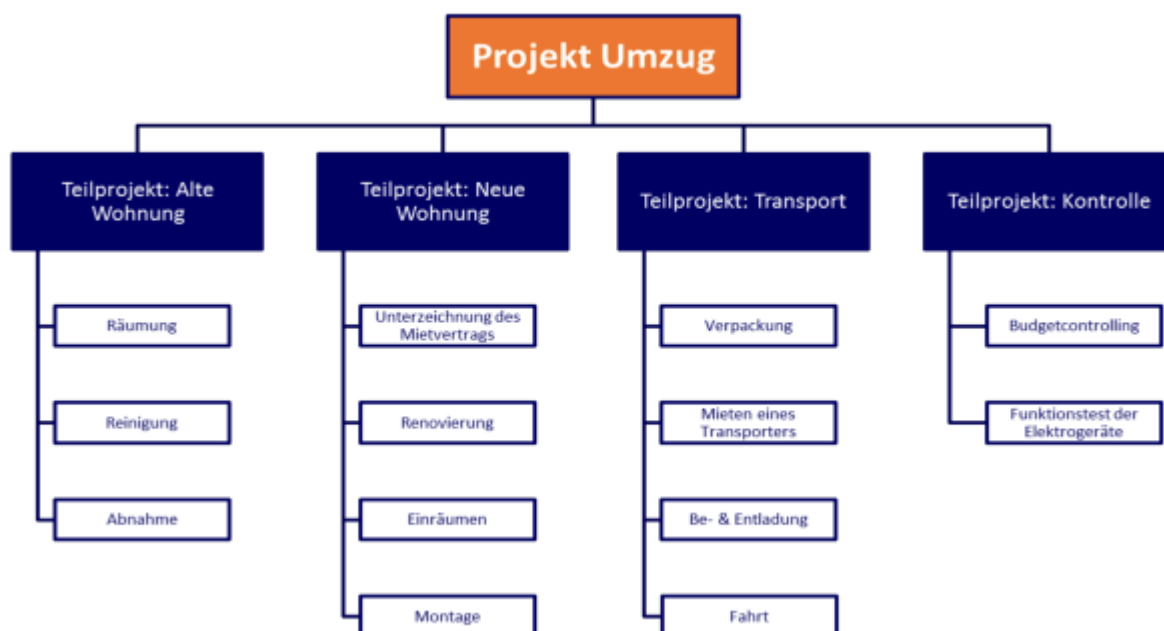 Projekt Umzug
Teilprojekt: Alte
Wohnung
Teilprojekt: Neue
Wohnung
Teilprojekt: Transport
Teilprojekt: Kontrolle
Räumung
Unterzeichnung des
Mietvertrags
Verpackung
Budgetcontrolling
Reinigung
Renovierung
Mieten eines
Transporters
Funktionstest der
Elektrogeräte
Abnahme
Einräumen
Be- & Entladung
Montage
Fahrt